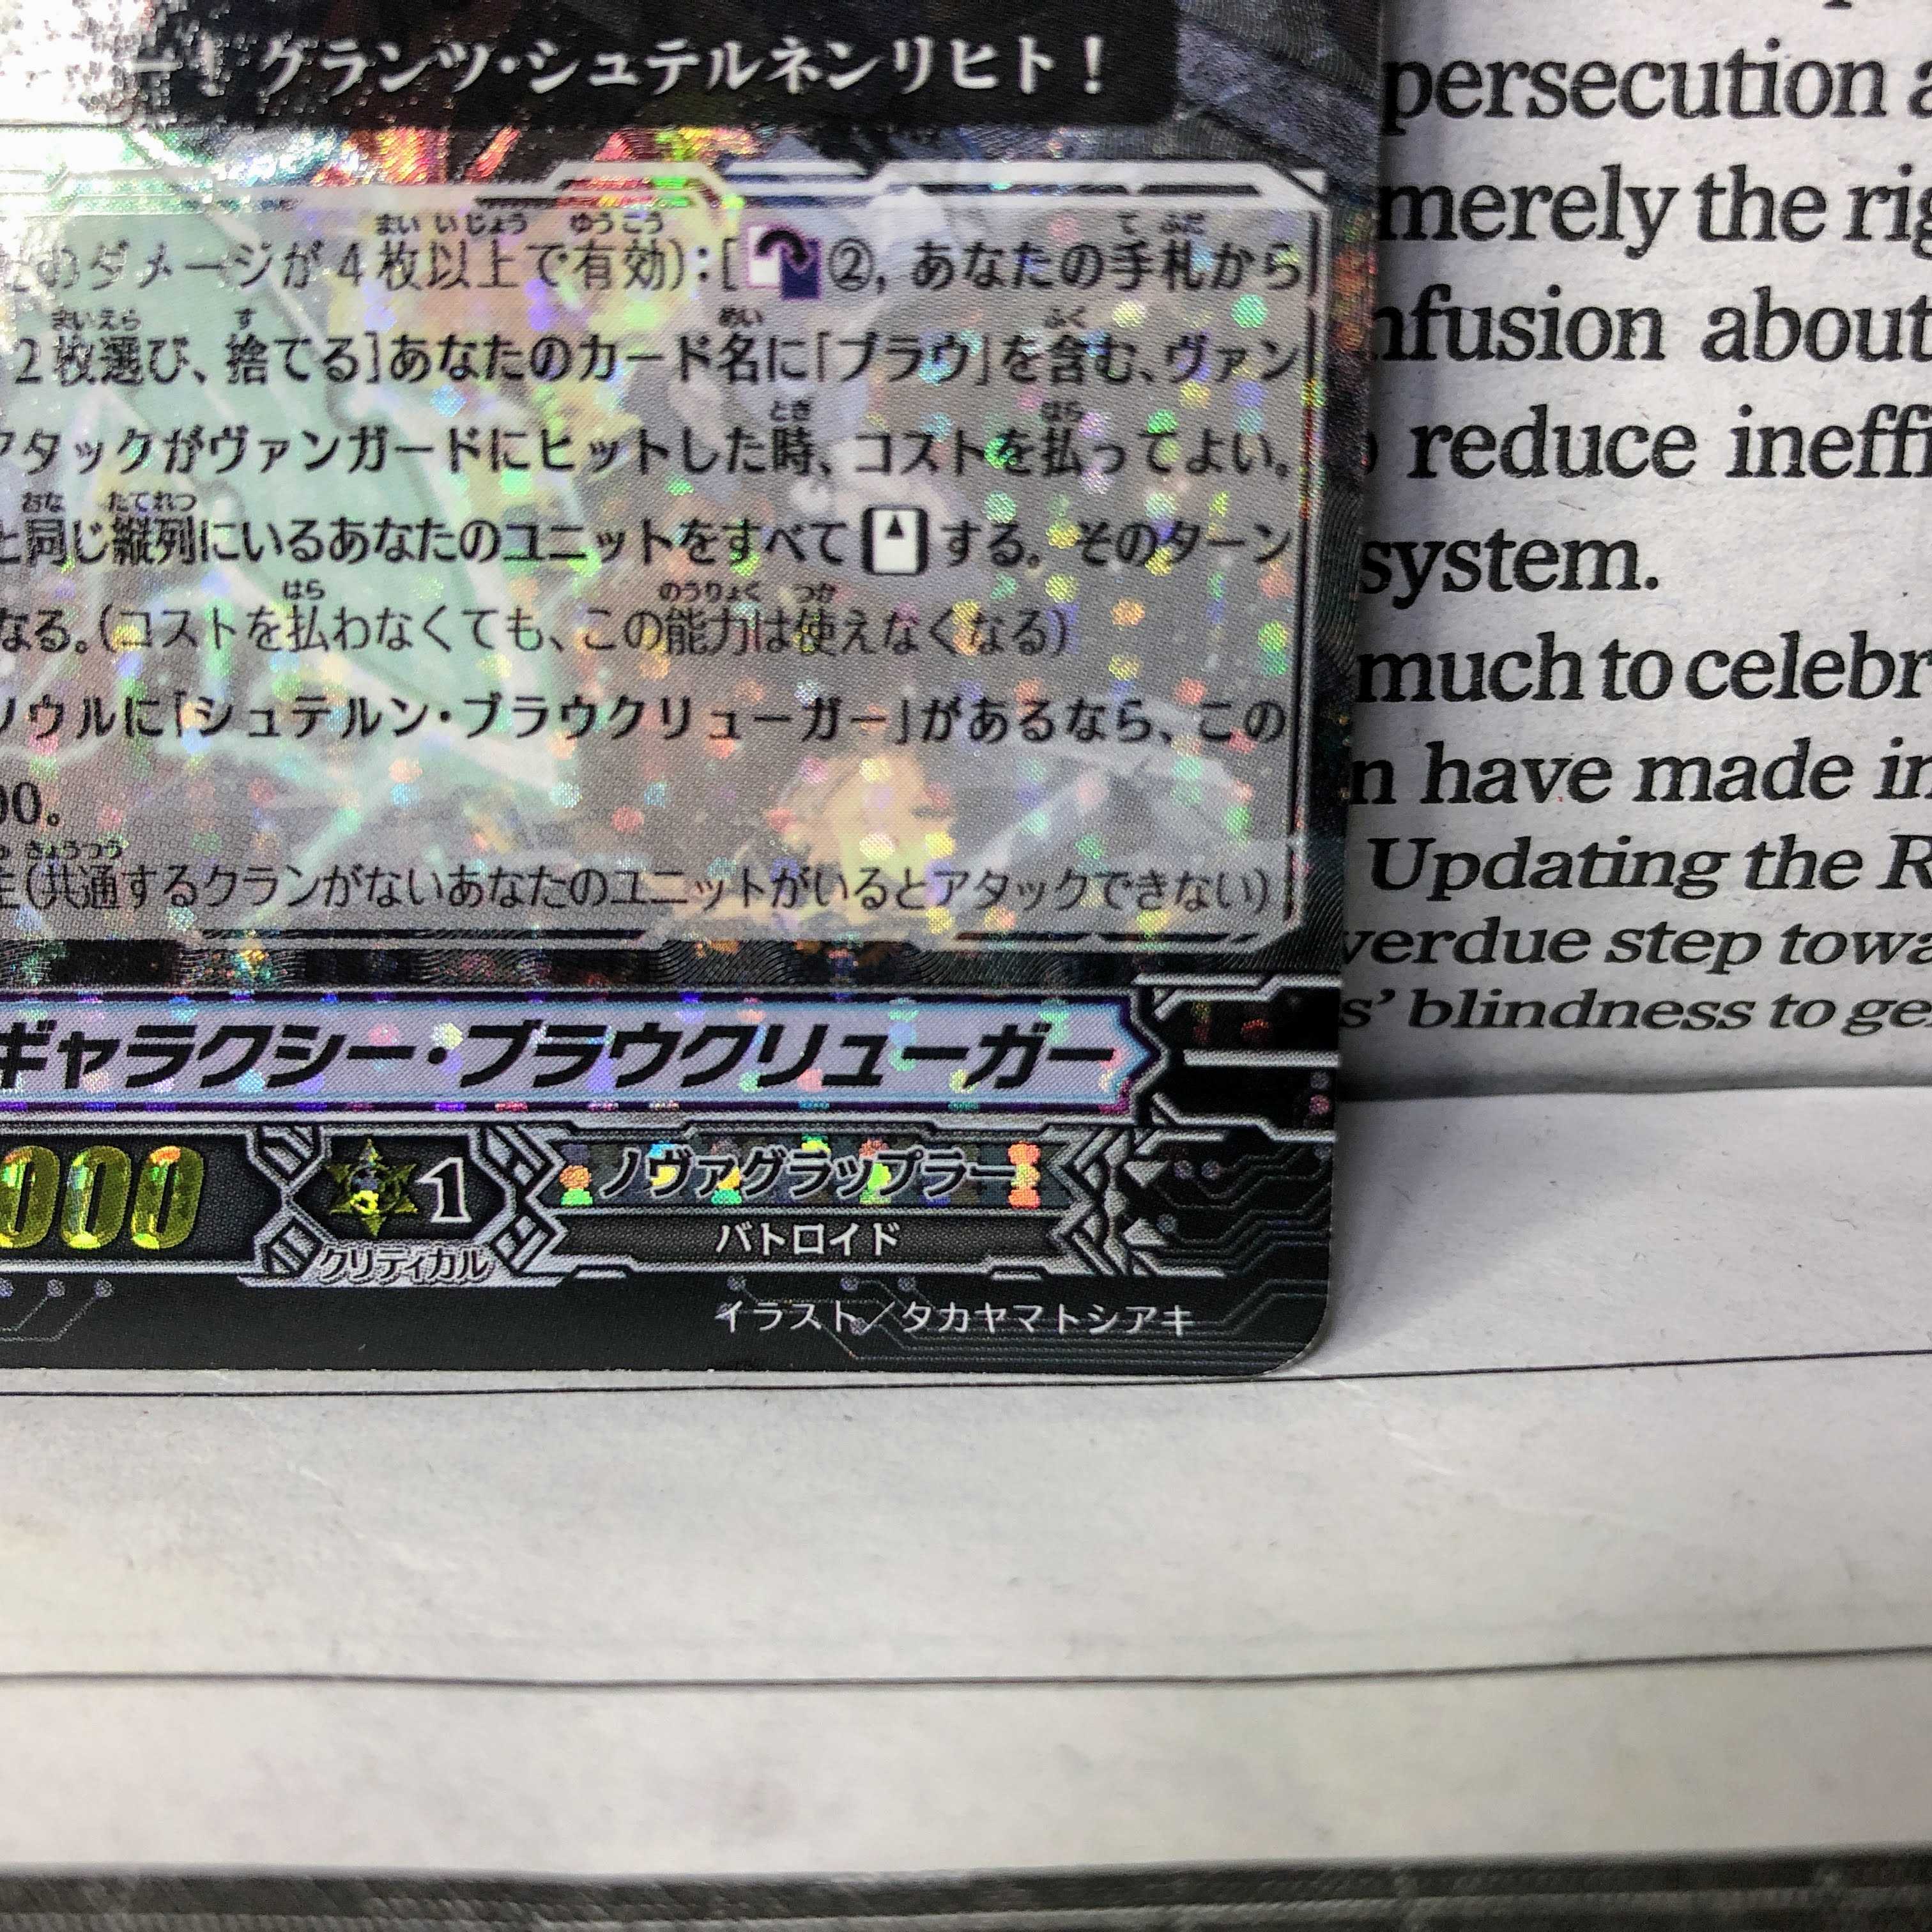 ー！グランツ・シュテルネンリヒト！
まい いじょう ゆうこう て ふだ
のダメージが４枚以上で有効）：[②, あなたの手札から
まいえら す めい ふく
２枚選び、捨てる]あなたのカード名に「ブラウ」を含む、ヴァン
とき はら
アタックがヴァンガードにヒットした時、コストを払ってよい。
おな たてれつ
と同じ縦列にいるあなたのユニットをすべてする。そのターン
はら のうりょく つか
なる。（コストを払わなくても、この能力は使えなくなる）
ソウルに「シュテルン・ブラウクリューガー」があるなら、この
00。
きょうつう
（共通するクランがないあなたのユニットがいるとアタックできない）
ギャラクシー・ブラウクリューガー
000
1
クリティカル
ノヴァグラップラー
バトロイド
イラスト／タカヤマトシアキ
persecution a
merely the rig
nfusion about
reduce ineffi
system.
much to celebr
n have made in
Updating the R
verdue step towa
s’ blindness to ge